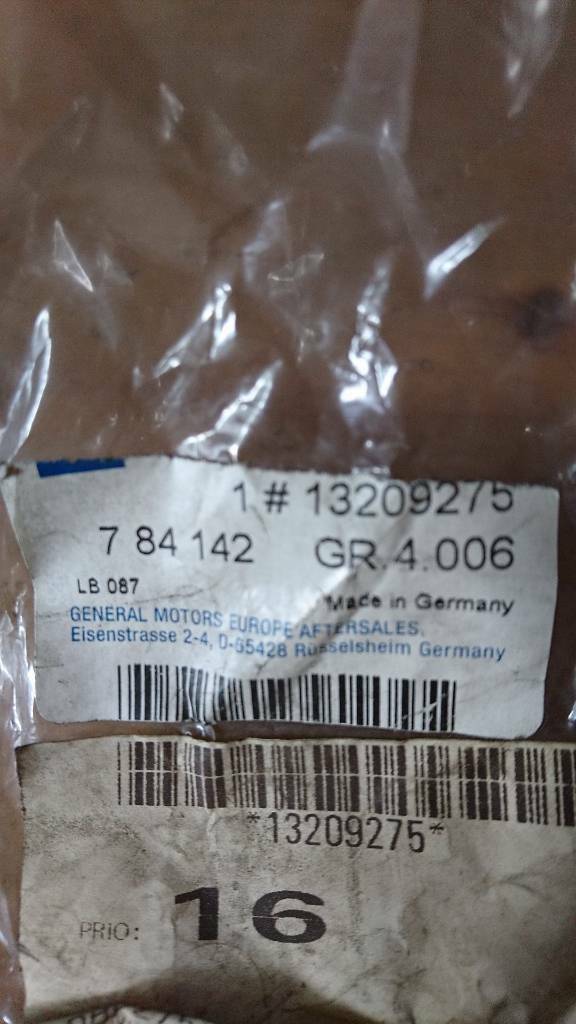 1 # 13209275
7 84 142 GR.4.006
LB 087
Made in Germany
GENERAL MOTORS EUROPE AFTERSALES,
Eisenstrasse 2-4, D-65428 Rüsselsheim Germany
*13209275*
PRIO: 16